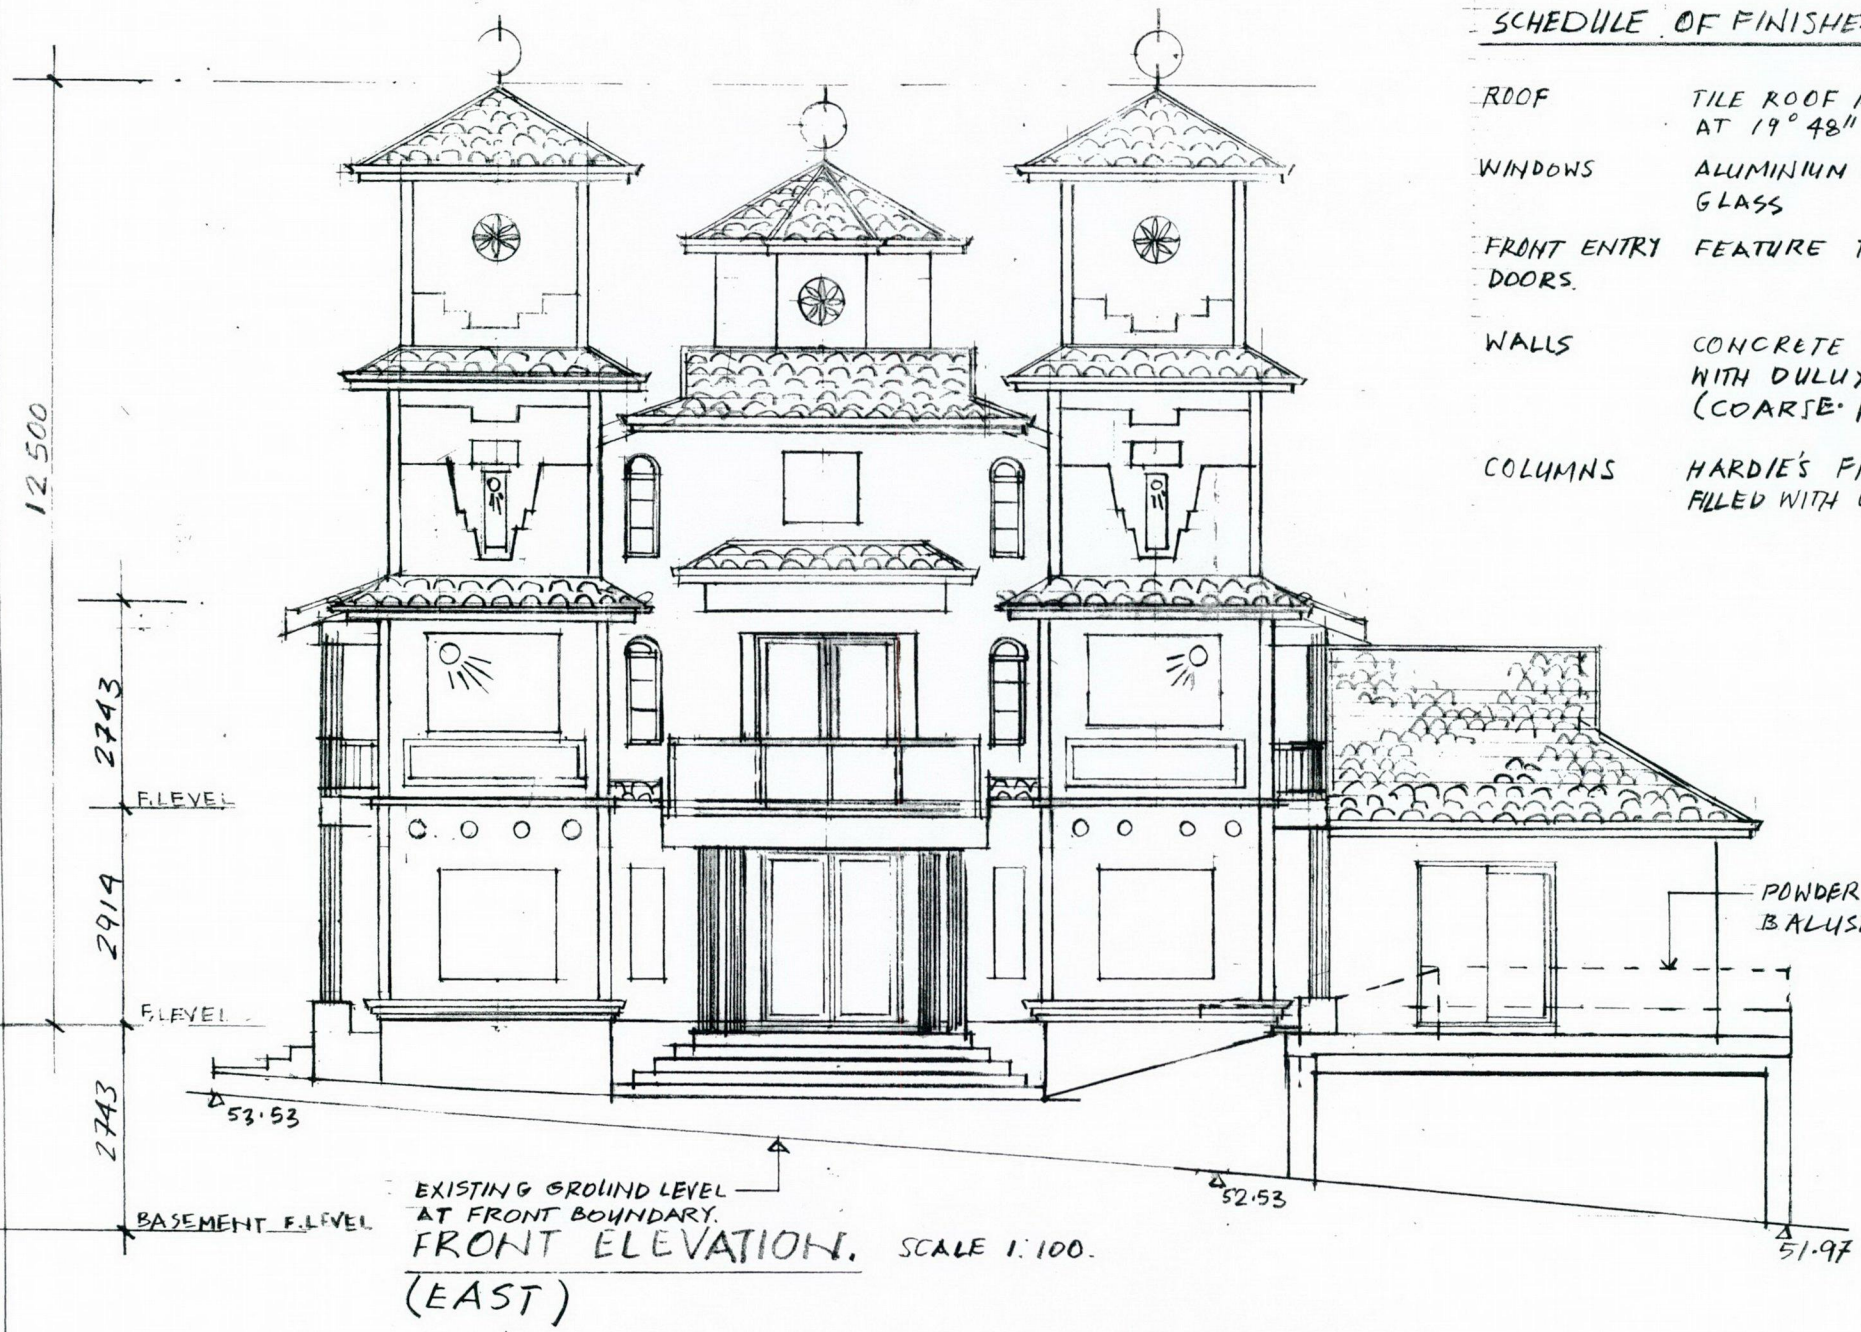 SCHEDULE OF FINISHE
ROOF TILE ROOF
AT 19° 48"
WINDOWS ALUMINIUM
GLASS
FRONT ENTRY FEATURE
DOORS.
WALLS CONCRETE
WITH DULUX
(COARSE.
COLUMNS HARDIE'S
FILLED WITH
12 500
2743
F.LEVEL
2914
POWDER
BALUS
F.LEVEL
2743
53.53
52.53
EXISTING GROUND LEVEL
AT FRONT BOUNDARY.
BASEMENT F.LEVEL
51.97
FRONT ELEVATION. SCALE 1:100.
(EAST)